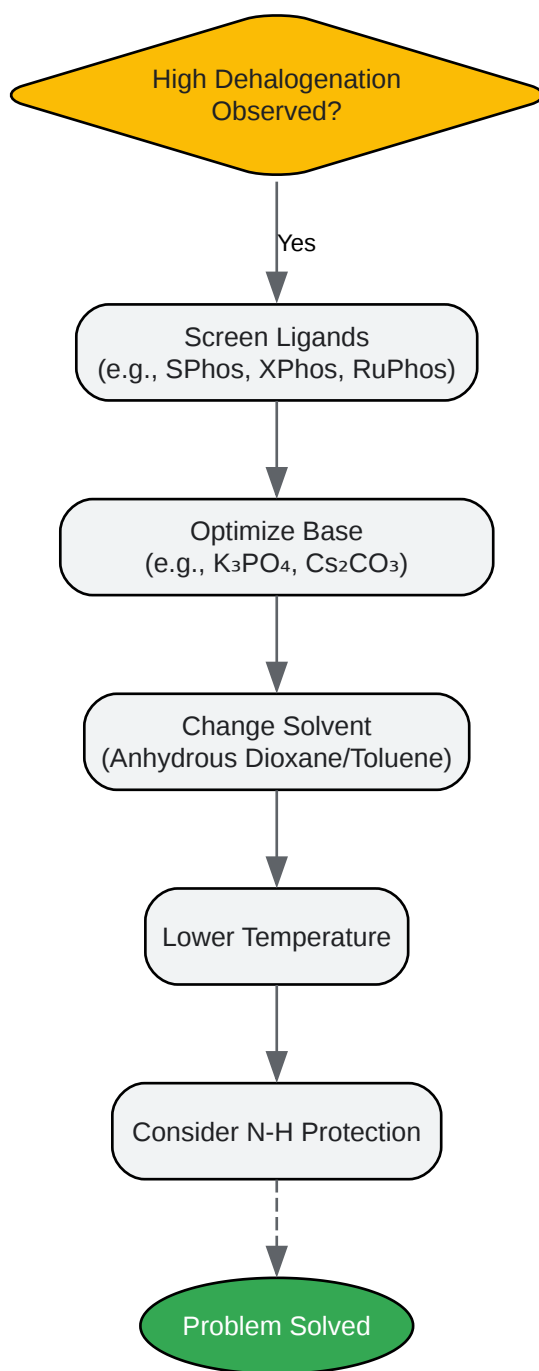 High Dehalogenation
Observed?
Yes
Screen Ligands
(e.g., SPhos, XPhos, RuPhos)
Optimize Base
(e.g., K₃PO₄, Cs₂CO₃)
Change Solvent
(Anhydrous Dioxane/Toluene)
Lower Temperature
Consider N-H Protection
Problem Solved